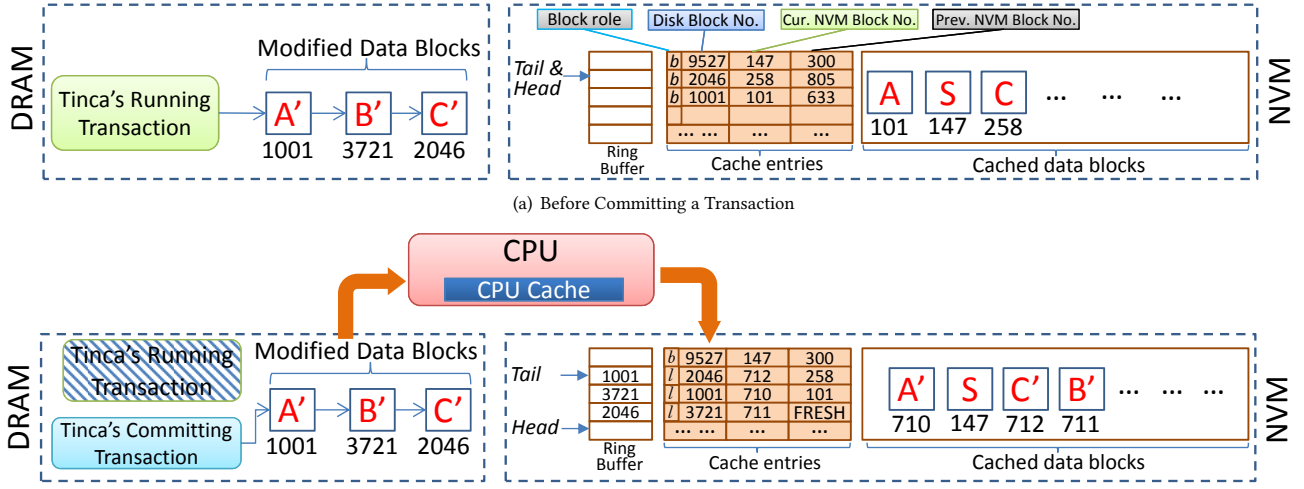 Block role Disk Block No. Cur. NVM Block No. Prev. NVM Block No.
DRAM
Modified Data Blocks
Tinca's Running
Transaction
A' B' C'
1001 3721 2046
Tail &
Head
b 9527 147 300
b 2046 258 805
b 1001 101 633
... ... ... ...
Ring
Buffer
Cache entries
A S C ... ... ...
101 147 258
Cached data blocks
NVM
(a) Before Committing a Transaction
CPU
CPU Cache
DRAM
Tinca's Running
Transaction
Modified Data Blocks
Tinca's Committing
Transaction
A' B' C'
1001 3721 2046
Tail
Head
1001
3721
2046
Ring
Buffer
b 9527 147 300
l 2046 712 258
l 1001 710 101
l 3721 711 FRESH
... ... ... ...
Cache entries
A' S C' B' ... ... ...
710 147 712 711
Cached data blocks
NVM